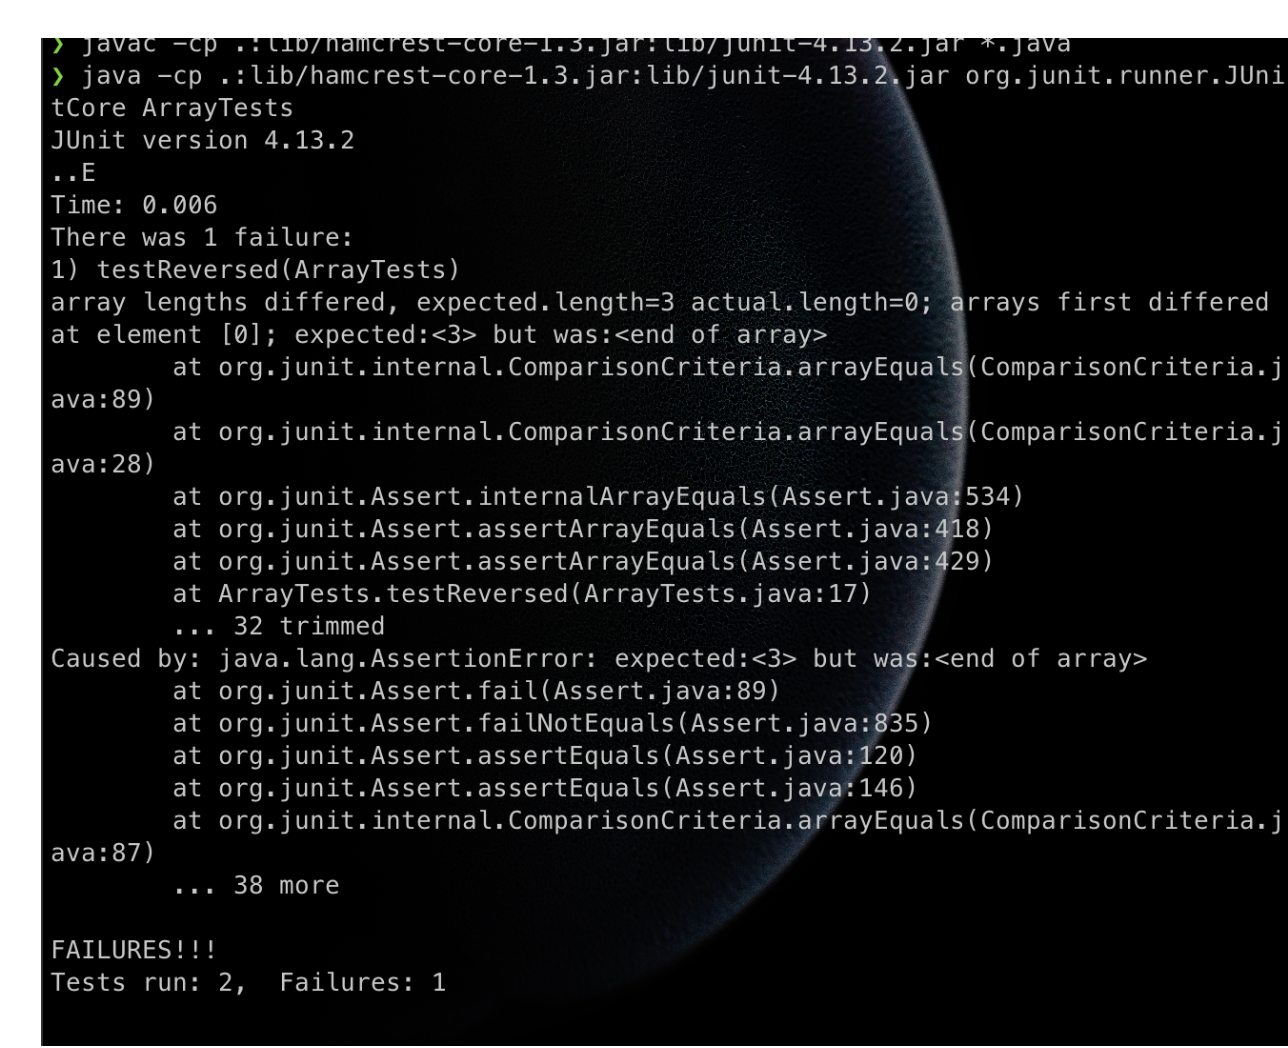 ❯ javac -cp .:lib/hamcrest-core-1.3.jar:lib/junit-4.13.2.jar *.java
❯ java -cp .:lib/hamcrest-core-1.3.jar:lib/junit-4.13.2.jar org.junit.runner.JUni
tCore ArrayTests
JUnit version 4.13.2
..E
Time: 0.006
There was 1 failure:
1) testReversed(ArrayTests)
array lengths differed, expected.length=3 actual.length=0; arrays first differed
at element [0]; expected:<3> but was:<end of array>
        at org.junit.internal.ComparisonCriteria.arrayEquals(ComparisonCriteria.j
ava:89)
        at org.junit.internal.ComparisonCriteria.arrayEquals(ComparisonCriteria.j
ava:28)
        at org.junit.Assert.internalArrayEquals(Assert.java:534)
        at org.junit.Assert.assertArrayEquals(Assert.java:418)
        at org.junit.Assert.assertArrayEquals(Assert.java:429)
        at ArrayTests.testReversed(ArrayTests.java:17)
        ... 32 trimmed
Caused by: java.lang.AssertionError: expected:<3> but was:<end of array>
        at org.junit.Assert.fail(Assert.java:89)
        at org.junit.Assert.failNotEquals(Assert.java:835)
        at org.junit.Assert.assertEquals(Assert.java:120)
        at org.junit.Assert.assertEquals(Assert.java:146)
        at org.junit.internal.ComparisonCriteria.arrayEquals(ComparisonCriteria.j
ava:87)
        ... 38 more

FAILURES!!!
Tests run: 2,  Failures: 1